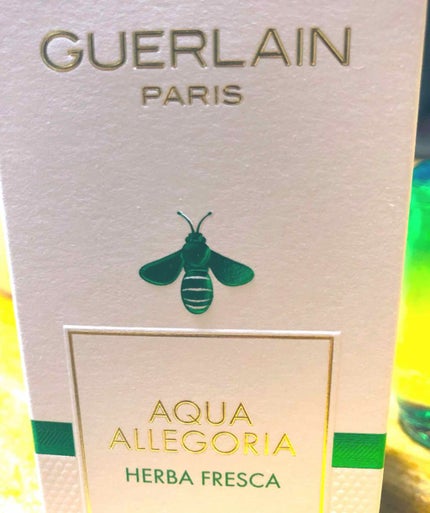 GUERLAIN
PARIS
AQUA
ALLEGORIA
HERBA FRESCA